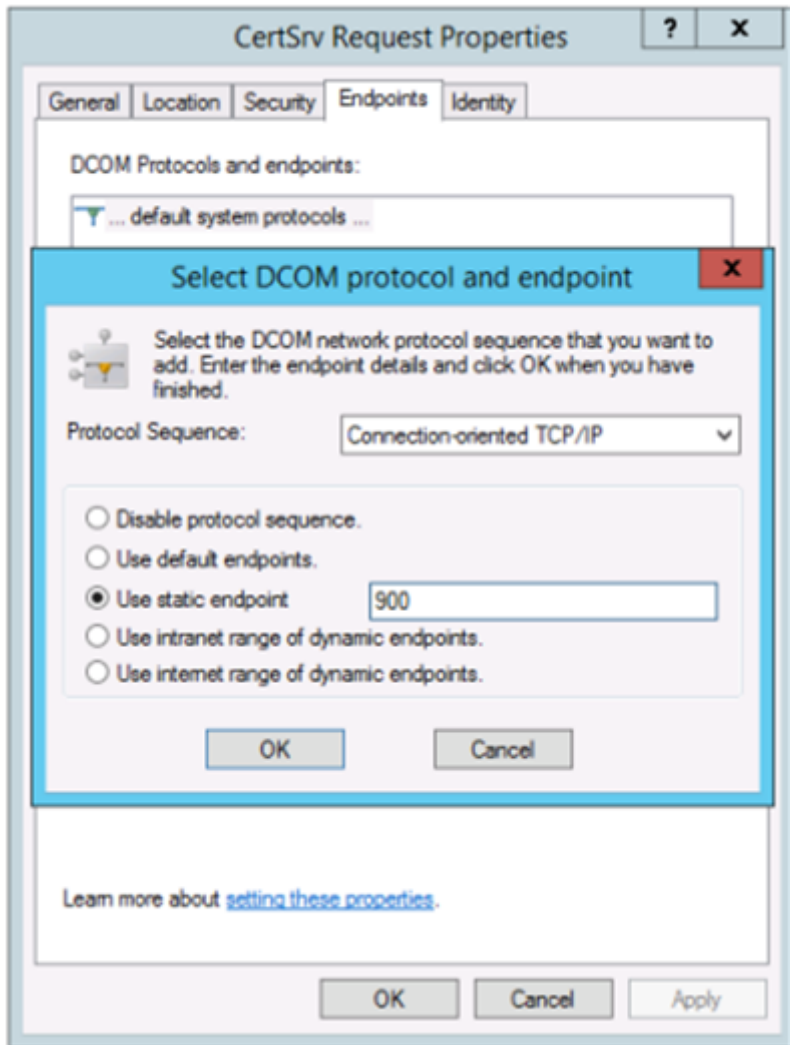 CertSrv Request Properties
? x
General Location Security Endpoints Identity
DCOM Protocols and endpoints:
... default system protocols ...
Select DCOM protocol and endpoint
x
Select the DCOM network protocol sequence that you want to
add. Enter the endpoint details and click OK when you have
finished.
Protocol Sequence: Connection-oriented TCP/IP
Disable protocol sequence.
Use default endpoints.
Use static endpoint 900
Use intranet range of dynamic endpoints.
Use internet range of dynamic endpoints.
OK Cancel
Learn more about setting these properties.
OK Cancel Apply